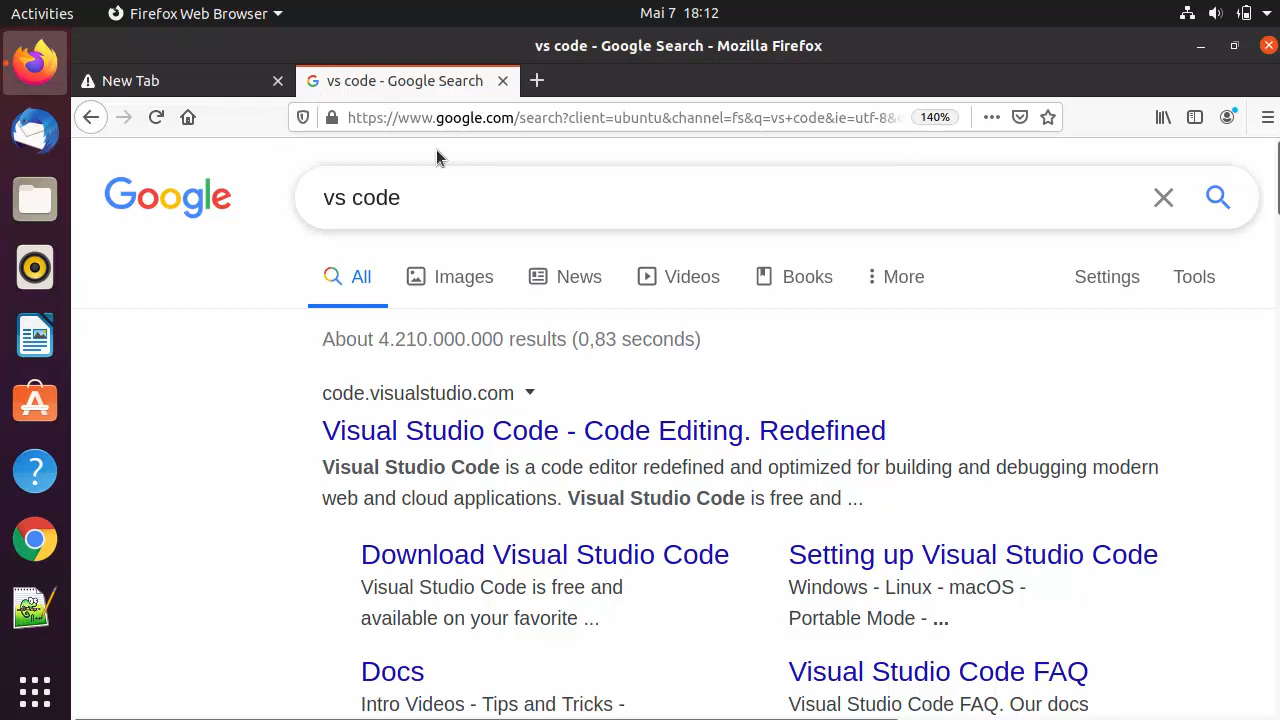 Activities
Firefox Web Browser
Mai 7 18:12
vs code - Google Search - Mozilla Firefox
New Tab
vs code - Google Search
https://www.google.com/search?client=ubuntu&channel=fs&q=vs+code&ie=utf-8&
140%
Google
vs code
All
Images
News
Videos
Books
More
Settings
Tools
About 4.210.000.000 results (0,83 seconds)
code.visualstudio.com
Visual Studio Code - Code Editing. Redefined
Visual Studio Code is a code editor redefined and optimized for building and debugging modern
web and cloud applications. Visual Studio Code is free and ...
Download Visual Studio Code
Visual Studio Code is free and
available on your favorite ...
Setting up Visual Studio Code
Windows - Linux - macOS -
Portable Mode - ...
Docs
Intro Videos - Tips and Tricks -
Visual Studio Code FAQ
Visual Studio Code FAQ. Our docs